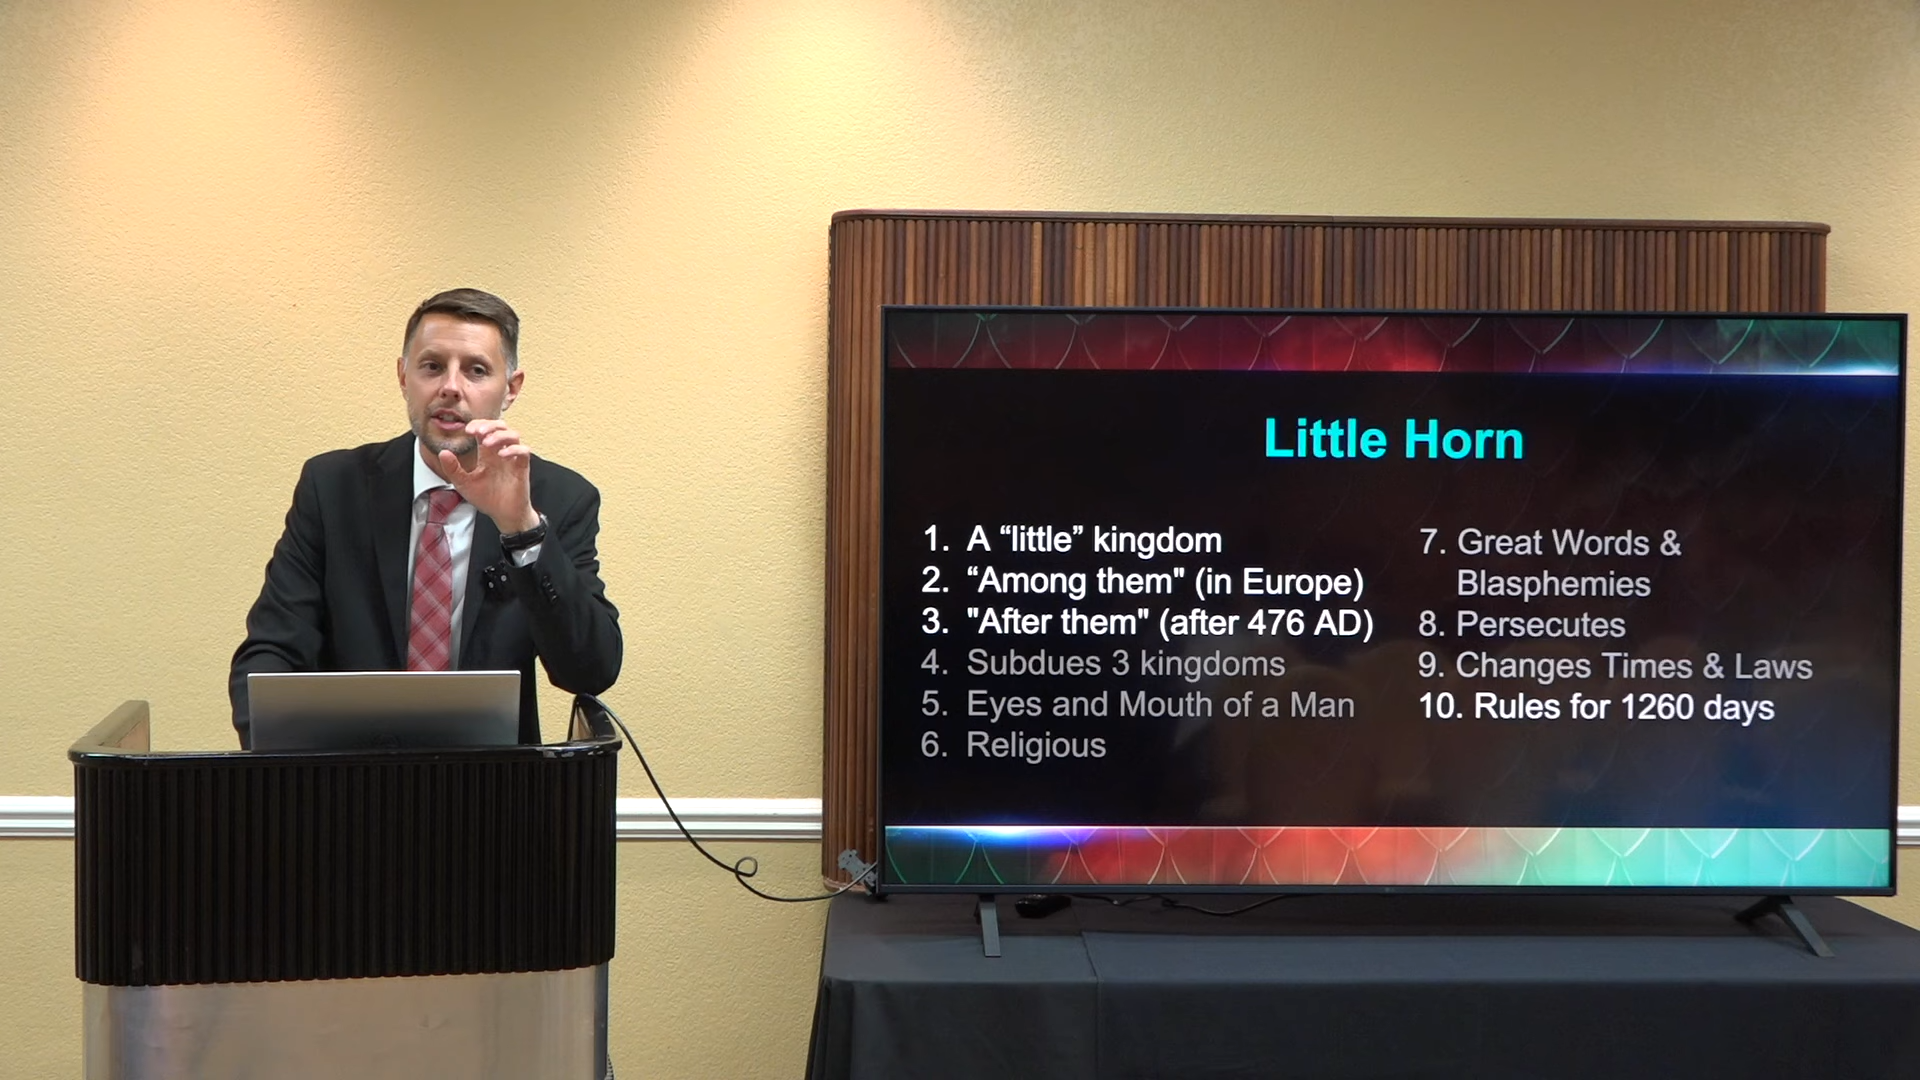 Little Horn
1. A “little” kingdom
2. “Among them" (in Europe)
3. "After them" (after 476 AD)
4. Subdues 3 kingdoms
5. Eyes and Mouth of a Man
6. Religious
7. Great Words &
Blasphemies
8. Persecutes
9. Changes Times & Laws
10. Rules for 1260 days